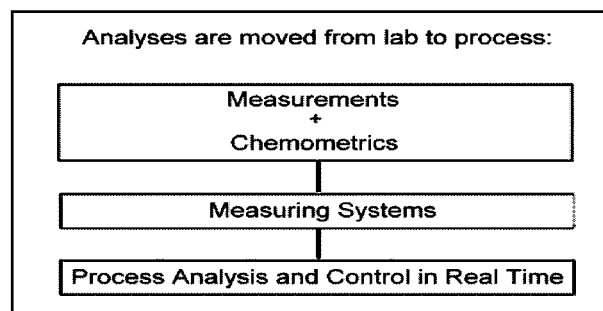 Analyses are moved from lab to process:
Measurements
+
Chemometrics
Measuring Systems
Process Analysis and Control in Real Time